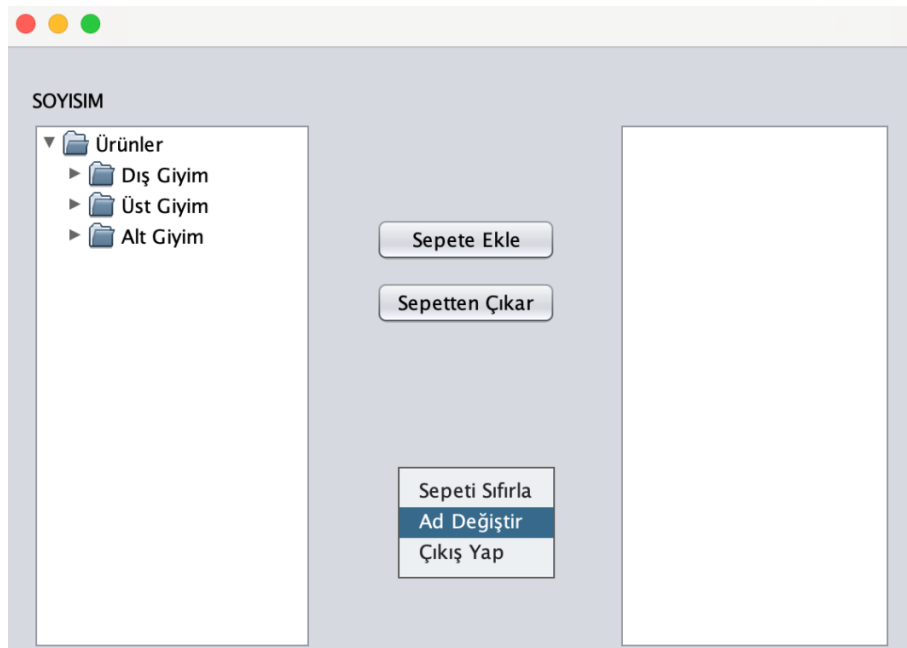 SOYISIM
Ürünler
Dış Giyim
Üst Giyim
Alt Giyim
Sepete Ekle
Sepetten Çıkar
Sepeti Sıfırla
Ad Değiştir
Çıkış Yap